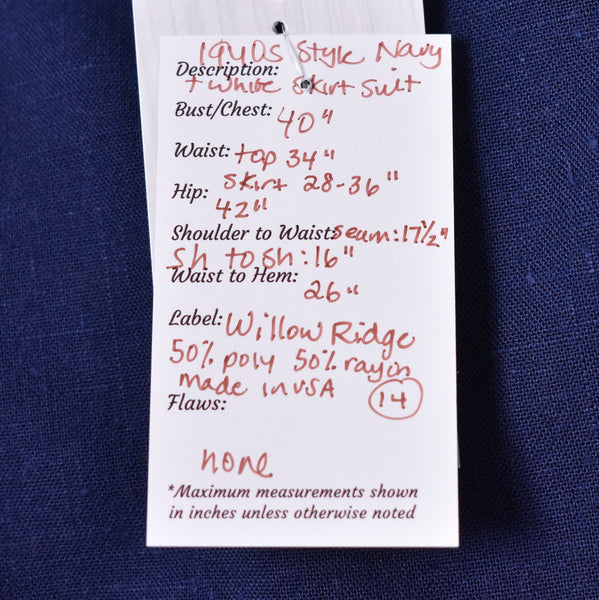 1940s Style Navy
Description:
+ white skirt suit
Bust/Chest: 40"
Waist: top 34"
skirt 28-36"
Hip: 42"
Shoulder to Waist: seam: 17 1/2"
sh to sh: 16"
Waist to Hem: 26"
Label: Willow Ridge
50% poly 50% rayon
made in USA 14
Flaws:
none
*Maximum measurements shown
in inches unless otherwise noted